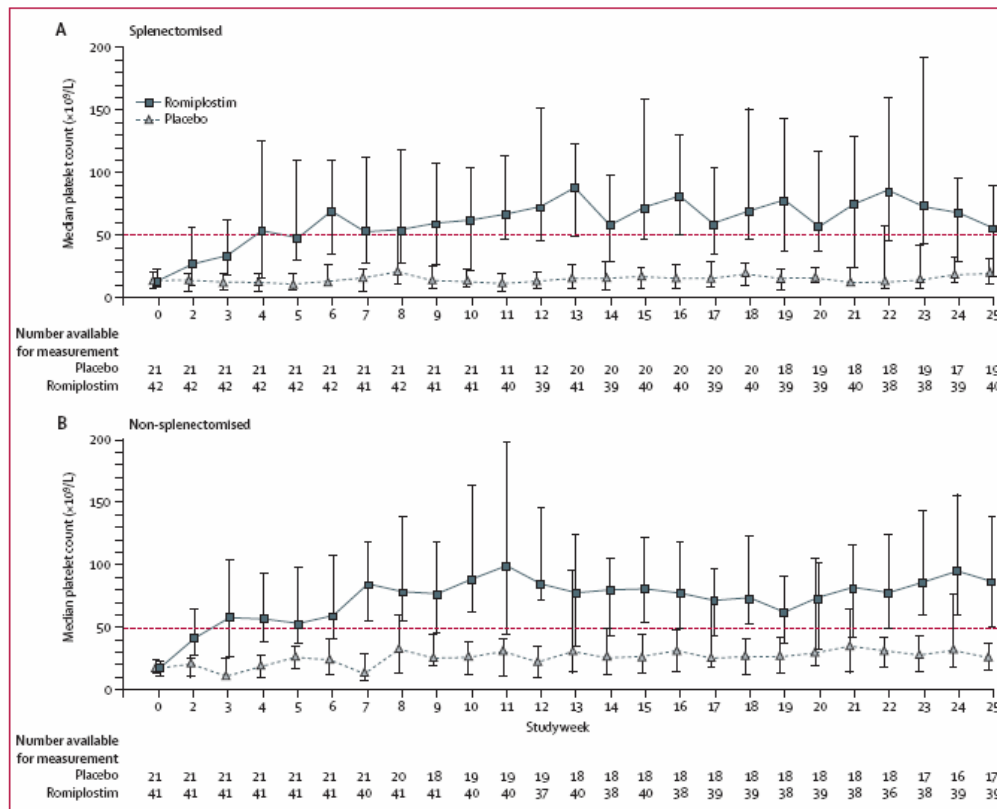 A Splenectomised
200
150
100
50
0
Median platelet count (×10⁹/L)
Romiplostim
Placebo
0 2 3 4 5 6 7 8 9 10 11 12 13 14 15 16 17 18 19 20 21 22 23 24 25
Number available
for measurement
Placebo 21 21 21 21 21 21 21 21 21 21 11 12 20 20 20 20 20 20 18 19 18 18 19 17 19
Romiplostim 42 42 42 42 42 42 41 42 41 41 40 39 41 39 40 40 39 40 39 39 40 38 38 39 40
B Non-splenectomised
200
150
100
50
0
Median platelet count (×10⁹/L)
0 2 3 4 5 6 7 8 9 10 11 12 13 14 15 16 17 18 19 20 21 22 23 24 25
Study week
Number available
for measurement
Placebo 21 21 21 21 21 21 21 20 18 19 19 19 18 18 18 18 18 18 18 18 18 18 17 16 17
Romiplostim 41 41 41 41 41 41 40 41 41 40 40 37 40 38 40 38 39 39 38 39 38 36 38 39 39